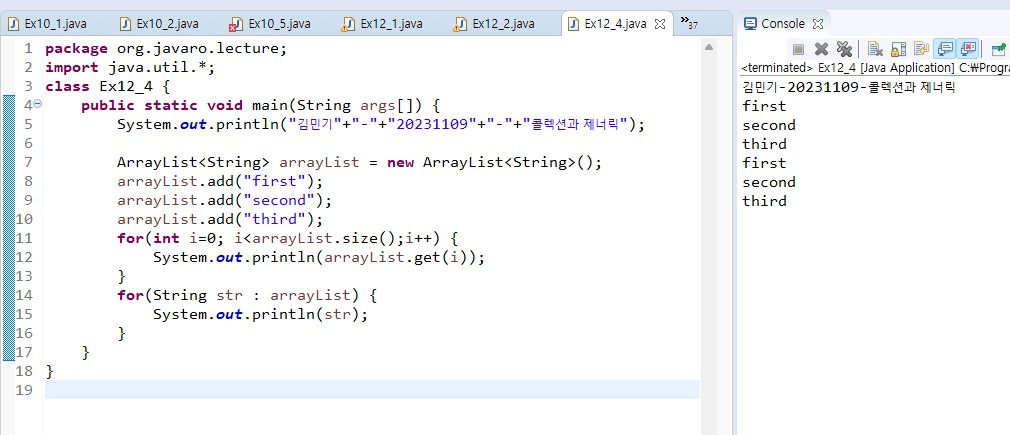 Ex10_1.java Ex10_2.java Ex10_5.java Ex12_1.java Ex12_2.java Ex12_4.java »37
1 package org.javaro.lecture;
2 import java.util.*;
3 class Ex12_4 {
4 public static void main(String args[]) {
5 System.out.println("김민기"+"-"+"20231109"+"-"+"콜렉션과 제너릭");
6
7 ArrayList<String> arrayList = new ArrayList<String>();
8 arrayList.add("first");
9 arrayList.add("second");
10 arrayList.add("third");
11 for(int i=0; i<arrayList.size();i++) {
12 System.out.println(arrayList.get(i));
13 }
14 for(String str : arrayList) {
15 System.out.println(str);
16 }
17 }
18 }
19
Console
<terminated> Ex12_4 [Java Application] C:₩Progra
김민기-20231109-콜렉션과 제너릭
first
second
third
first
second
third